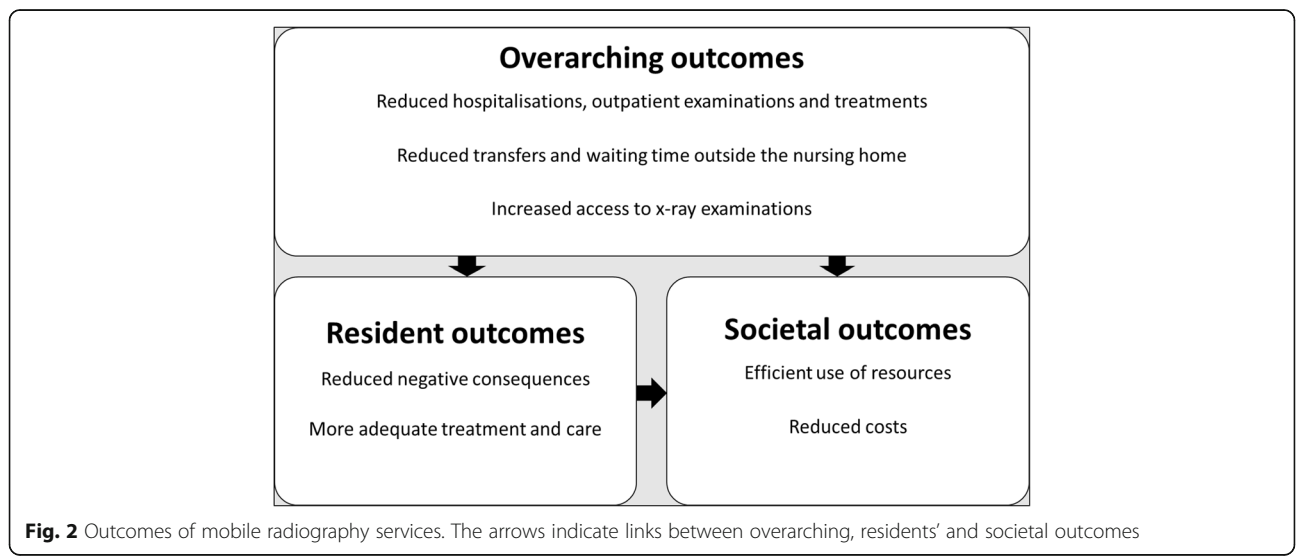 Overarching outcomes
Reduced hospitalisations, outpatient examinations and treatments
Reduced transfers and waiting time outside the nursing home
Increased access to x-ray examinations
Resident outcomes
Reduced negative consequences
More adequate treatment and care
Societal outcomes
Efficient use of resources
Reduced costs
Fig. 2 Outcomes of mobile radiography services. The arrows indicate links between overarching, residents’ and societal outcomes